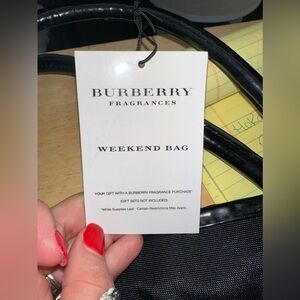 BURBERRY
FRAGRANCES
WEEKEND BAG
YOUR GIFT WITH A BURBERRY FRAGRANCE PURCHASE*
(GIFT SETS NOT INCLUDED)
*While Supplies Last. Certain Restrictions May Apply.